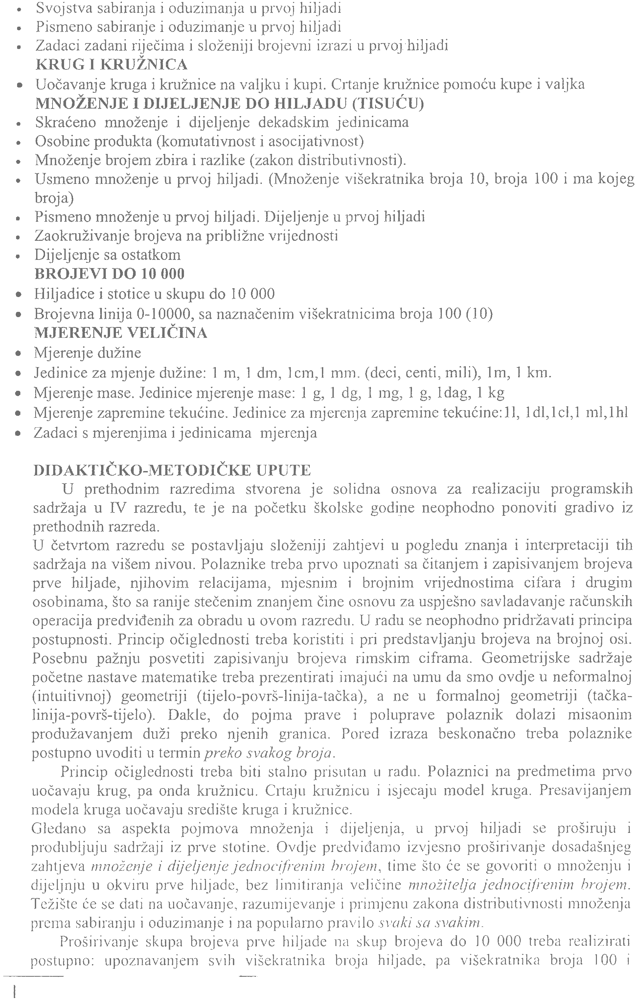 • Svojstva sabiranja i oduzimanja u prvoj hiljadi
• Pismeno sabiranje i oduzimanje u prvoj hiljadi
• Zadaci zadani riječima i složeniji brojevni izrazi u prvoj hiljadi
KRUG I KRUŽNICA
• Uočavanje kruga i kružnice na valjku i kupi. Crtanje kružnice pomoću kupe i valjka
MNOŽENJE I DIJELJENJE DO HILJADU (TISUĆU)
• Skraćeno množenje i dijeljenje dekadskim jedinicama
• Osobine produkta (komutativnost i asocijativnost)
• Množenje brojem zbira i razlike (zakon distributivnosti).
• Usmeno množenje u prvoj hiljadi. (Množenje višekratnika broja 10, broja 100 i ma kojeg
broja)
• Pismeno množenje u prvoj hiljadi. Dijeljenje u prvoj hiljadi
• Zaokruživanje brojeva na približne vrijednosti
• Dijeljenje sa ostatkom
BROJEVI DO 10 000
• Hiljadice i stotice u skupu do 10 000
• Brojevna linija 0-10000, sa naznačenim višekratnicima broja 100 (10)
MJERENJE VELIČINA
• Mjerenje dužine
• Jedinice za mjenje dužine: 1 m, 1 dm, 1cm,1 mm. (deci, centi, mili), 1m, 1 km.
• Mjerenje mase. Jedinice mjerenje mase: 1 g, 1 dg, 1 mg, 1 g, 1dag, 1 kg
• Mjerenje zapremine tekućine. Jedinice za mjerenja zapremine tekućine:1l, 1dl,1cl,1 ml,1hl
• Zadaci s mjerenjima i jedinicama mjerenja
DIDAKTIČKO-METODIČKE UPUTE
U prethodnim razredima stvorena je solidna osnova za realizaciju programskih
sadržaja u IV razredu, te je na početku školske godine neophodno ponoviti gradivo iz
prethodnih razreda.
U četvrtom razredu se postavljaju složeniji zahtjevi u pogledu znanja i interpretaciji tih
sadržaja na višem nivou. Polaznike treba prvo upoznati sa čitanjem i zapisivanjem brojeva
prve hiljade, njihovim relacijama, mjesnim i brojnim vrijednostima cifara i drugim
osobinama, što sa ranije stečenim znanjem čine osnovu za uspješno savladavanje računskih
operacija predviđenih za obradu u ovom razredu. U radu se neophodno pridržavati principa
postupnosti. Princip očiglednosti treba koristiti i pri predstavljanju brojeva na brojnoj osi.
Posebnu pažnju posvetiti zapisivanju brojeva rimskim ciframa. Geometrijske sadržaje
početne nastave matematike treba prezentirati imajući na umu da smo ovdje u neformalnoj
(intuitivnoj) geometriji (tijelo-površ-linija-tačka), a ne u formalnoj geometriji (tačka-
linija-površ-tijelo). Dakle, do pojma prave i poluprave polaznik dolazi misaonim
produžavanjem duži preko njenih granica. Pored izraza beskonačno treba polaznike
postupno uvoditi u termin preko svakog broja.
Princip očiglednosti treba biti stalno prisutan u radu. Polaznici na predmetima prvo
uočavaju krug, pa onda kružnicu. Crtaju kružnicu i isjecaju model kruga. Presavijanjem
modela kruga uočavaju središte kruga i kružnice.
Gledano sa aspekta pojmova množenja i dijeljenja, u prvoj hiljadi se proširuju i
produbljuju sadržaji iz prve stotine. Ovdje predviđamo izvjesno proširivanje dosadašnjeg
zahtjeva množenje i dijeljenje jednocifrenim brojem, time što će se govoriti o množenju i
dijeljnju u okviru prve hiljade, bez limitiranja veličine množitelja jednocifrenim brojem.
Težište će se dati na uočavanje, razumijevanje i primjenu zakona distributivnosti množenja
prema sabiranju i oduzimanje i na popularno pravilo svaki sa svakim.
Proširivanje skupa brojeva prve hiljade na skup brojeva do 10 000 treba realizirati
postupno: upoznavanjem svih višekratnika broja hiljade, pa višekratnika broja 100 i